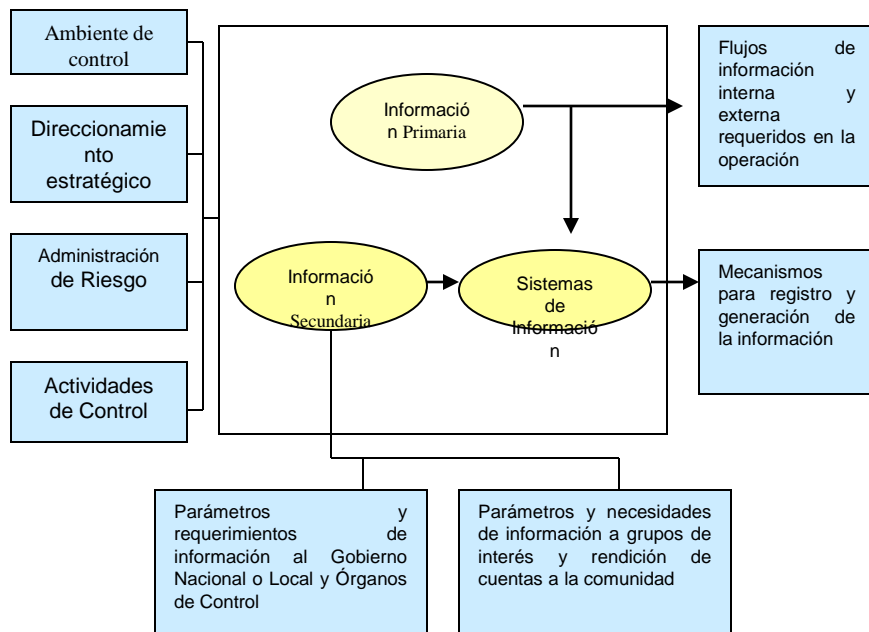 Ambiente de
control
Direccionamie
nto
estratégico
Administración
de Riesgo
Actividades
de Control
Informació
n Primaria
Informació
n
Secundaria
Sistemas
de
Informació
n
Flujos de
información
interna y
externa
requeridos en la
operación
Mecanismos
para registro y
generación de
la información
Parámetros y
requerimientos de
información al Gobierno
Nacional o Local y Órganos
de Control
Parámetros y necesidades
de información a grupos de
interés y rendición de
cuentas a la comunidad